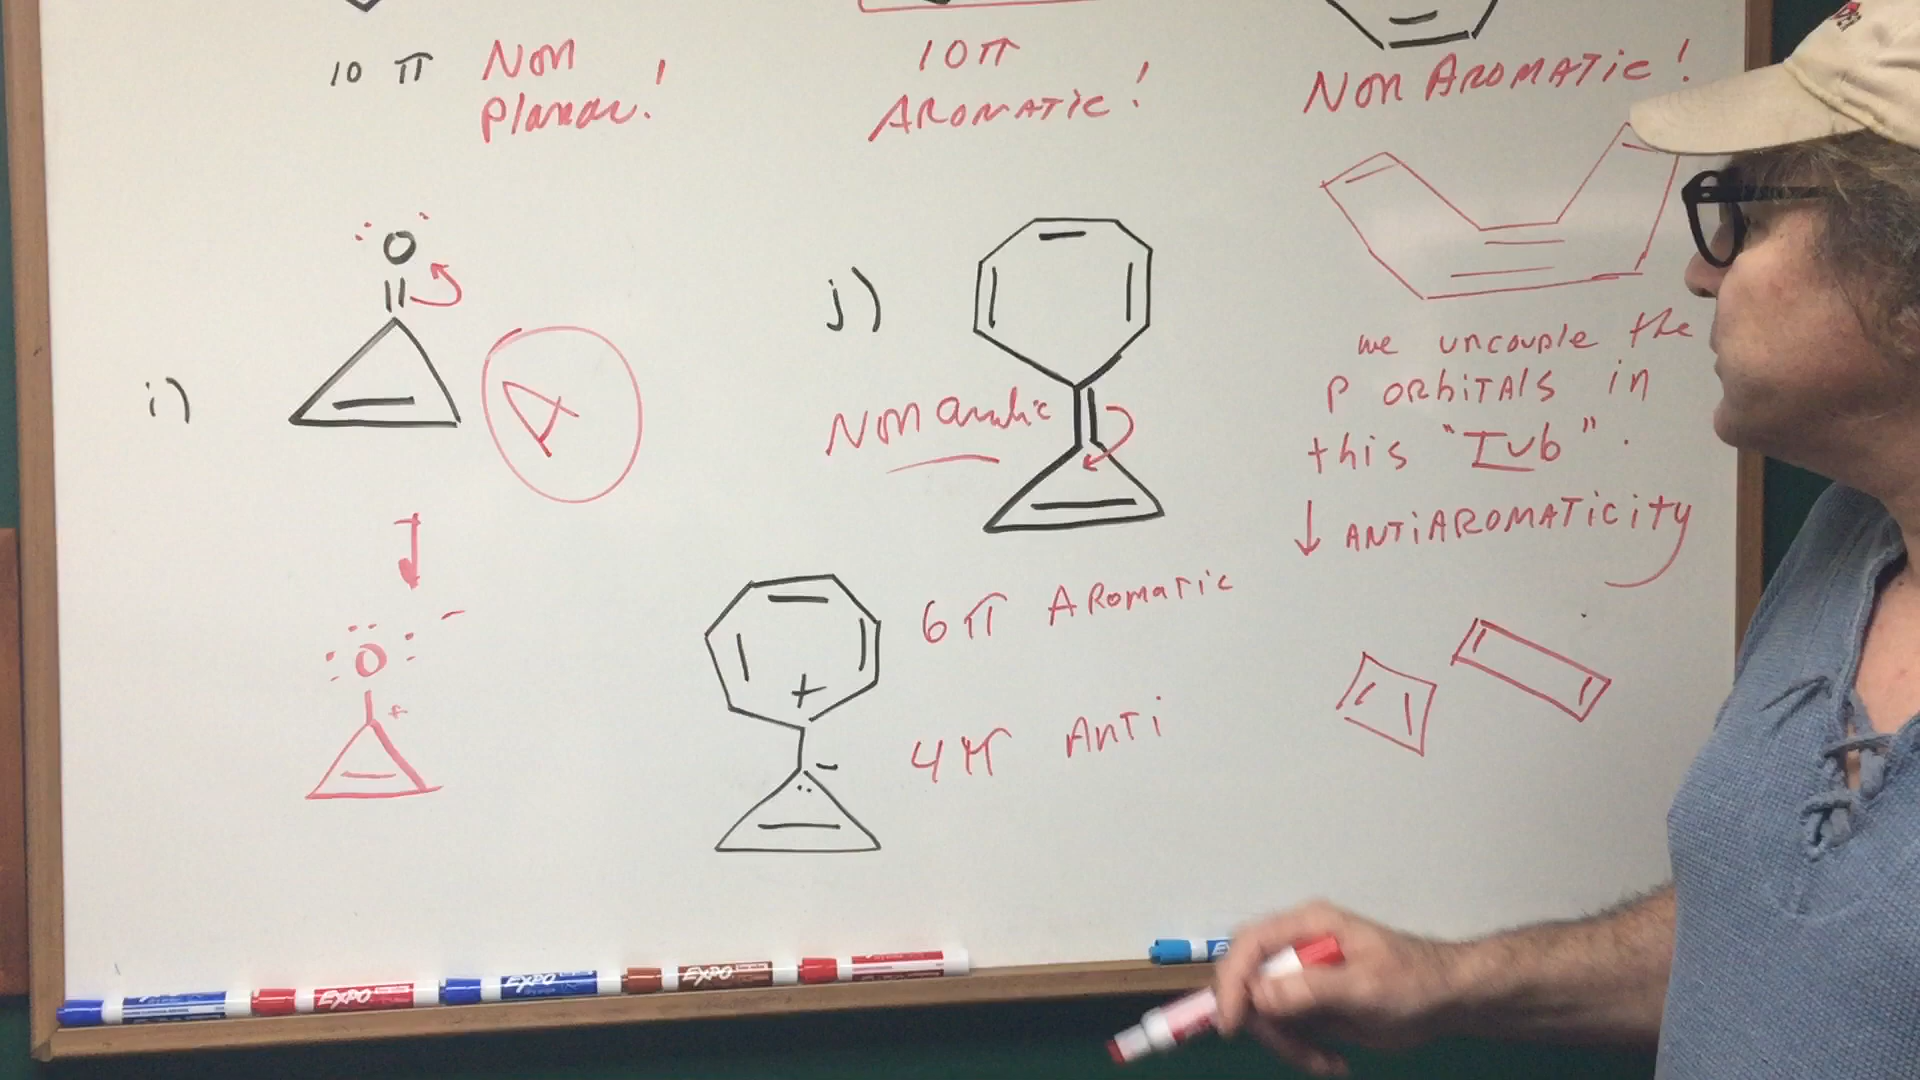 10 π Non
Planar!
10π
AROMATIC!
Non AROMATIC!
i)
:O:
A
O
+
−
j)
Non
we uncouple the
P ORbiTAlS in
this "Tub".
↓ ANTiAROMATICITY
+
−
6π AROMATIC
4π ANTi
EXPO
EXPO
EXPO